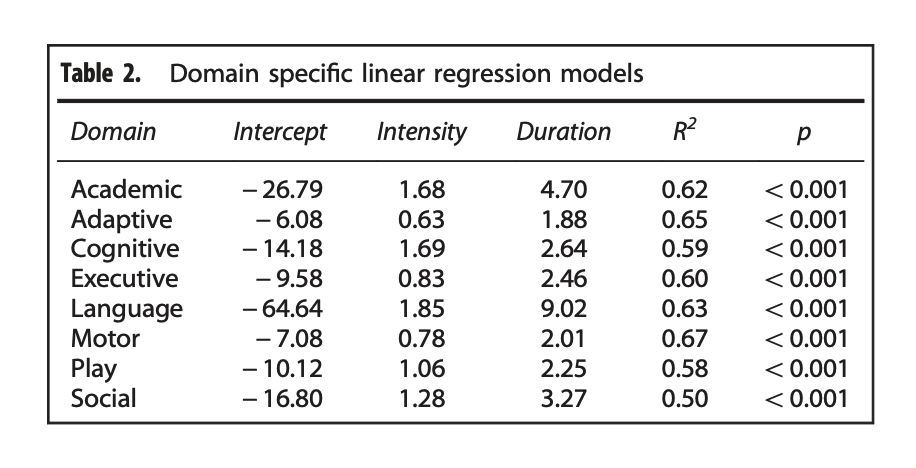 Table 2. Domain specific linear regression models
Domain Intercept Intensity Duration R² p
Academic − 26.79 1.68 4.70 0.62 < 0.001
Adaptive − 6.08 0.63 1.88 0.65 < 0.001
Cognitive − 14.18 1.69 2.64 0.59 < 0.001
Executive − 9.58 0.83 2.46 0.60 < 0.001
Language − 64.64 1.85 9.02 0.63 < 0.001
Motor − 7.08 0.78 2.01 0.67 < 0.001
Play − 10.12 1.06 2.25 0.58 < 0.001
Social − 16.80 1.28 3.27 0.50 < 0.001